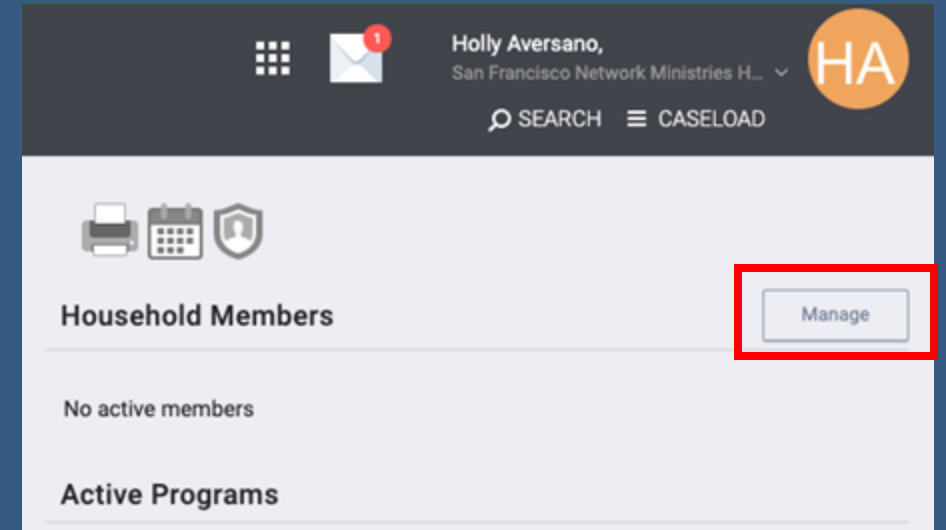 1
Holly Aversano,
San Francisco Network Ministries H...
HA
SEARCH
CASELOAD
Household Members
Manage
No active members
Active Programs